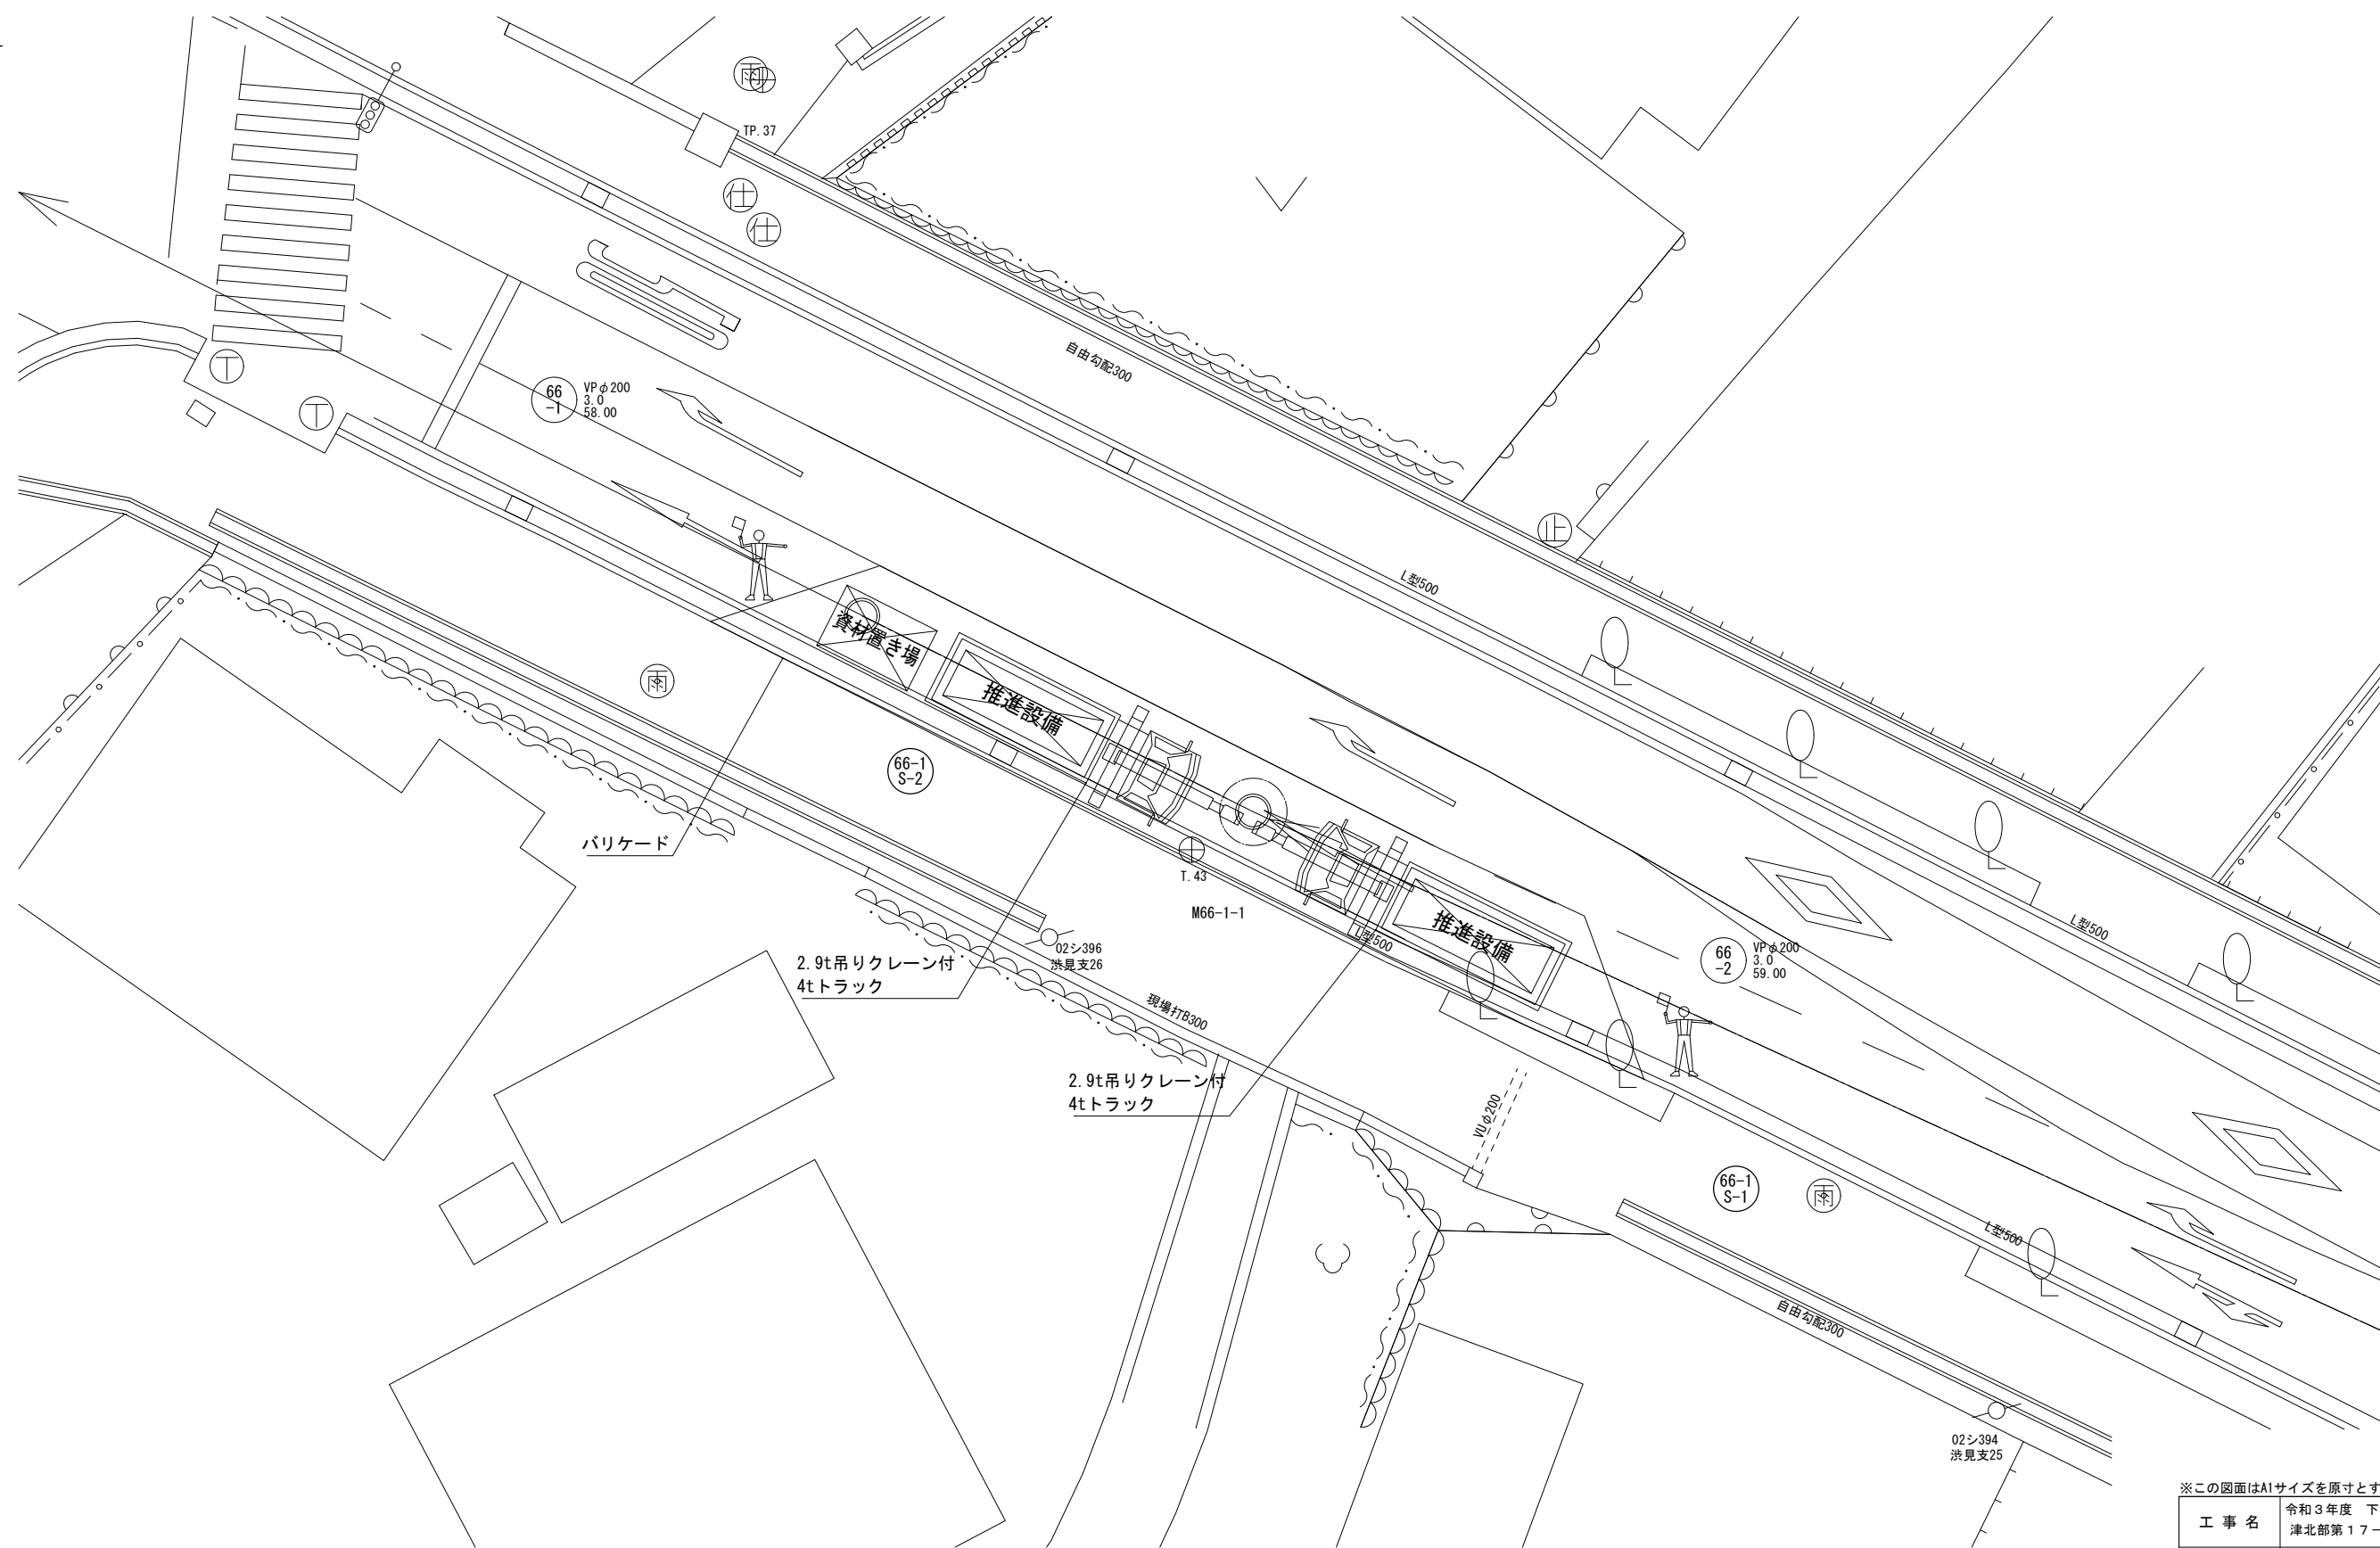 雨
TP.37
仕
仕
自由勾配300
T
T
66
-1
VPφ200
3.0
58.00
止
L型500
資材置き場
推進設備
雨
66-1
S-2
バリケード
T.43
M66-1-1
L型500
推進設備
L型500
66
-2
VPφ200
3.0
59.00
02シ396
渋見支26
2.9t吊りクレーン付
4tトラック
現場打B300
2.9t吊りクレーン付
4tトラック
VUφ200
66-1
S-1
雨
L型500
自由勾配300
02シ394
渋見支25
※この図面はA1サイズを原寸とす
工 事 名
令和３年度 下
津北部第１７－